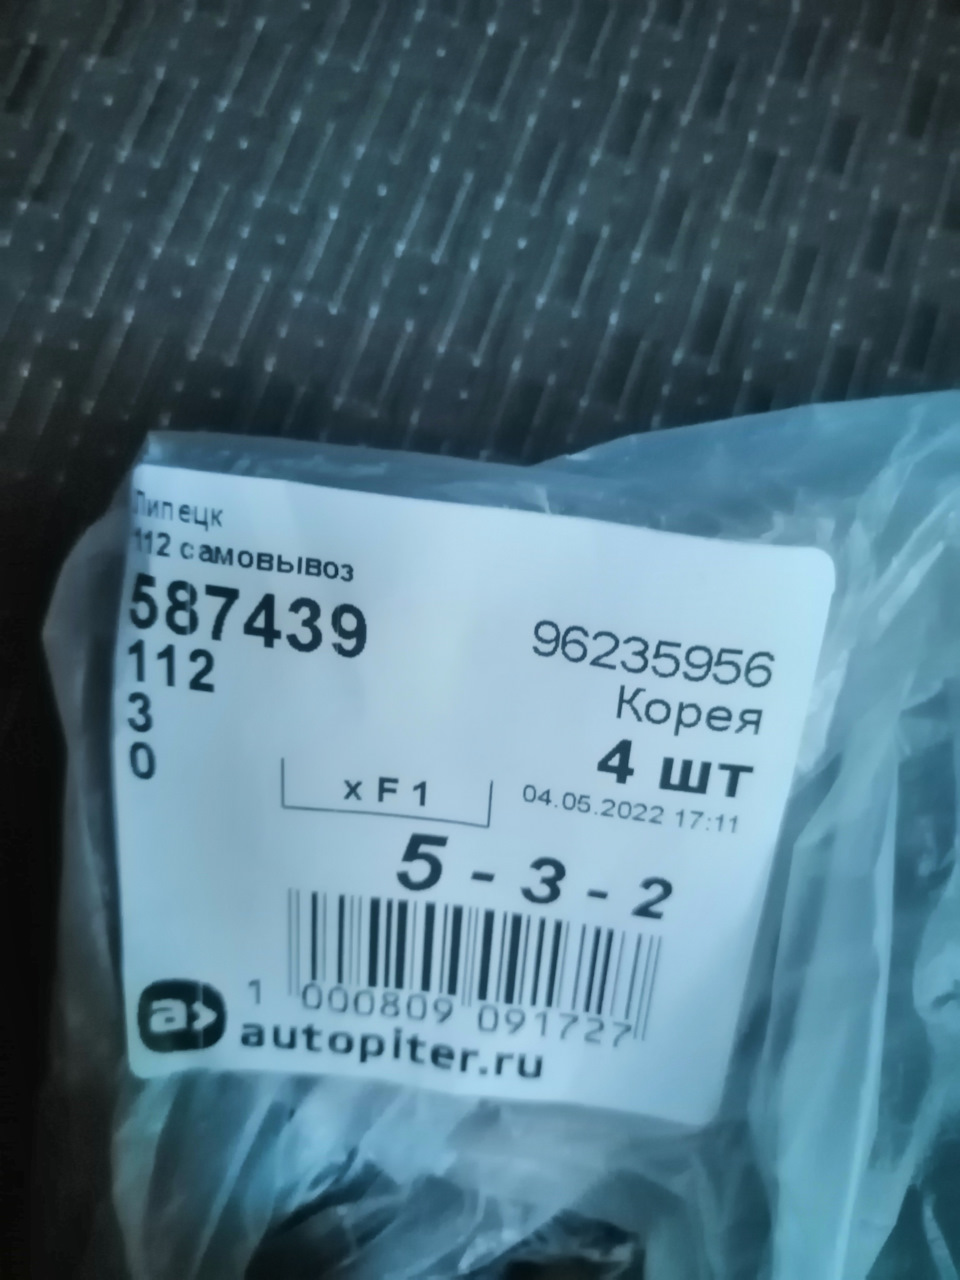 Липецк
112 самовывоз
587439
112
3
0
96235956
Корея
4 шт
04.05.2022 17:11
x F 1
5 - 3 - 2
1 000809 091727
a>
autopiter.ru